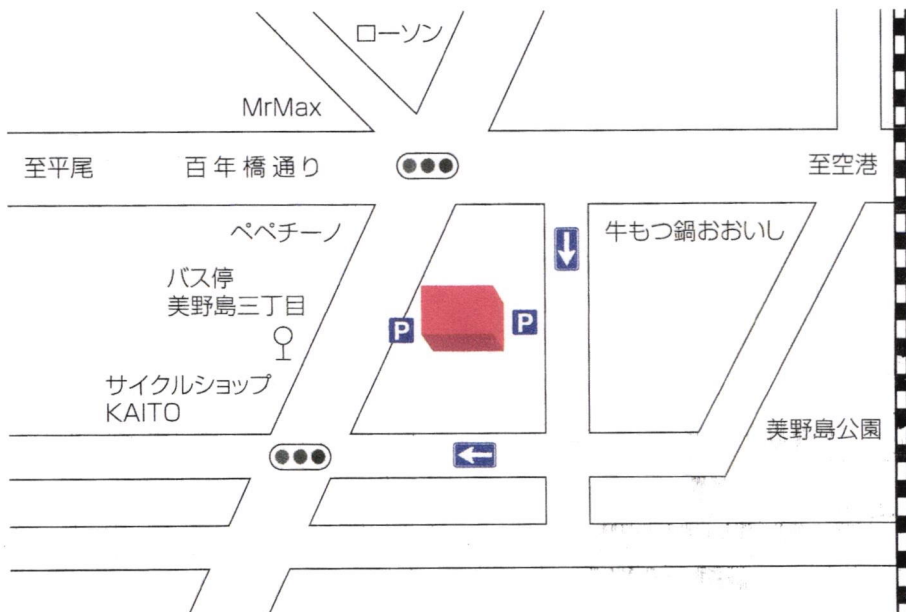 ローソン
MrMax
至平尾
百年橋通り
至空港
ペペチーノ
牛もつ鍋おおいし
バス停
美野島三丁目
P
P
サイクルショップ
KAITO
美野島公園